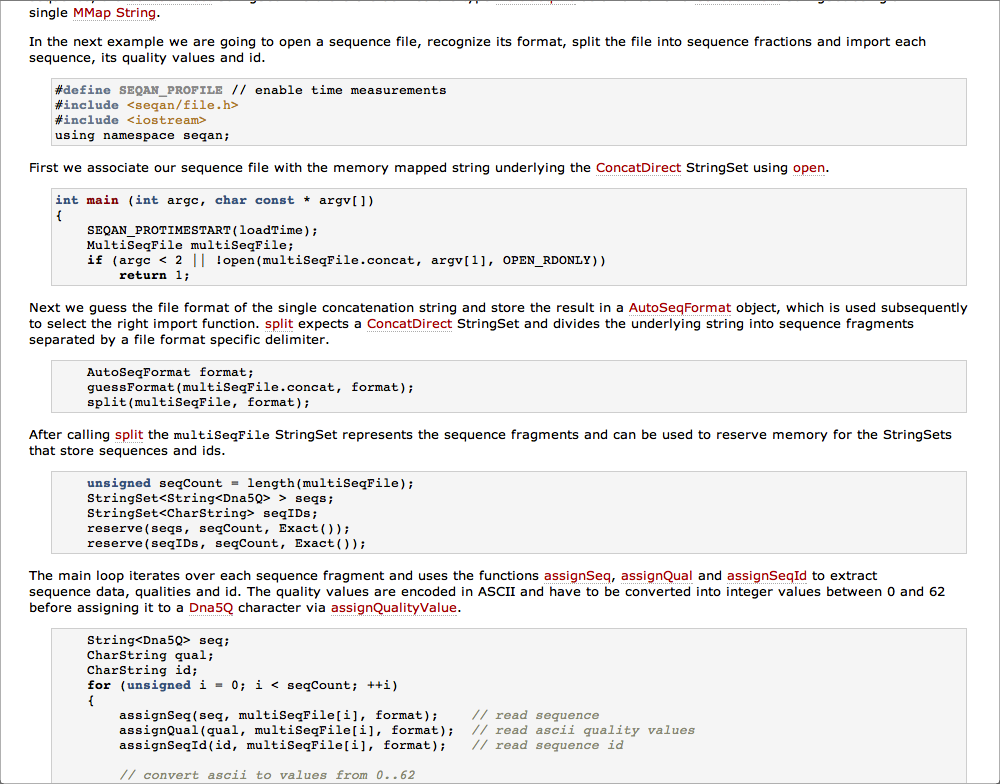 single MMap String.
In the next example we are going to open a sequence file, recognize its format, split the file into sequence fractions and import each
sequence, its quality values and id.
#define SEQAN_PROFILE // enable time measurements
#include <seqan/file.h>
#include <iostream>
using namespace seqan;
First we associate our sequence file with the memory mapped string underlying the ConcatDirect StringSet using open.
int main (int argc, char const * argv[])
{
SEQAN_PROTIMESTART(loadTime);
MultiSeqFile multiSeqFile;
if (argc < 2 || !open(multiSeqFile.concat, argv[1], OPEN_RDONLY))
return 1;
Next we guess the file format of the single concatenation string and store the result in a AutoSeqFormat object, which is used subsequently
to select the right import function. split expects a ConcatDirect StringSet and divides the underlying string into sequence fragments
separated by a file format specific delimiter.
AutoSeqFormat format;
guessFormat(multiSeqFile.concat, format);
split(multiSeqFile, format);
After calling split the multiSeqFile StringSet represents the sequence fragments and can be used to reserve memory for the StringSets
that store sequences and ids.
unsigned seqCount = length(multiSeqFile);
StringSet<String<Dna5Q> > seqs;
StringSet<CharString> seqIDs;
reserve(seqs, seqCount, Exact());
reserve(seqIDs, seqCount, Exact());
The main loop iterates over each sequence fragment and uses the functions assignSeq, assignQual and assignSeqId to extract
sequence data, qualities and id. The quality values are encoded in ASCII and have to be converted into integer values between 0 and 62
before assigning it to a Dna5Q character via assignQualityValue.
String<Dna5Q> seq;
CharString qual;
CharString id;
for (unsigned i = 0; i < seqCount; ++i)
{
assignSeq(seq, multiSeqFile[i], format); // read sequence
assignQual(qual, multiSeqFile[i], format); // read ascii quality values
assignSeqId(id, multiSeqFile[i], format); // read sequence id
// convert ascii to values from 0..62